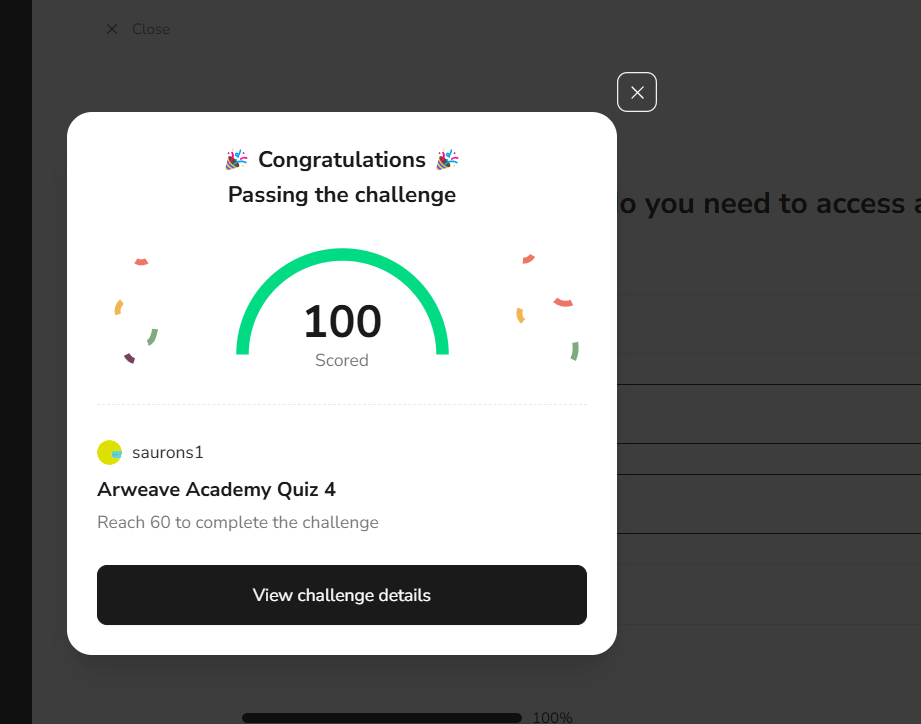 Close
Congratulations
Passing the challenge
o you need to access
100
Scored
saurons1
Arweave Academy Quiz 4
Reach 60 to complete the challenge
View challenge details
100%